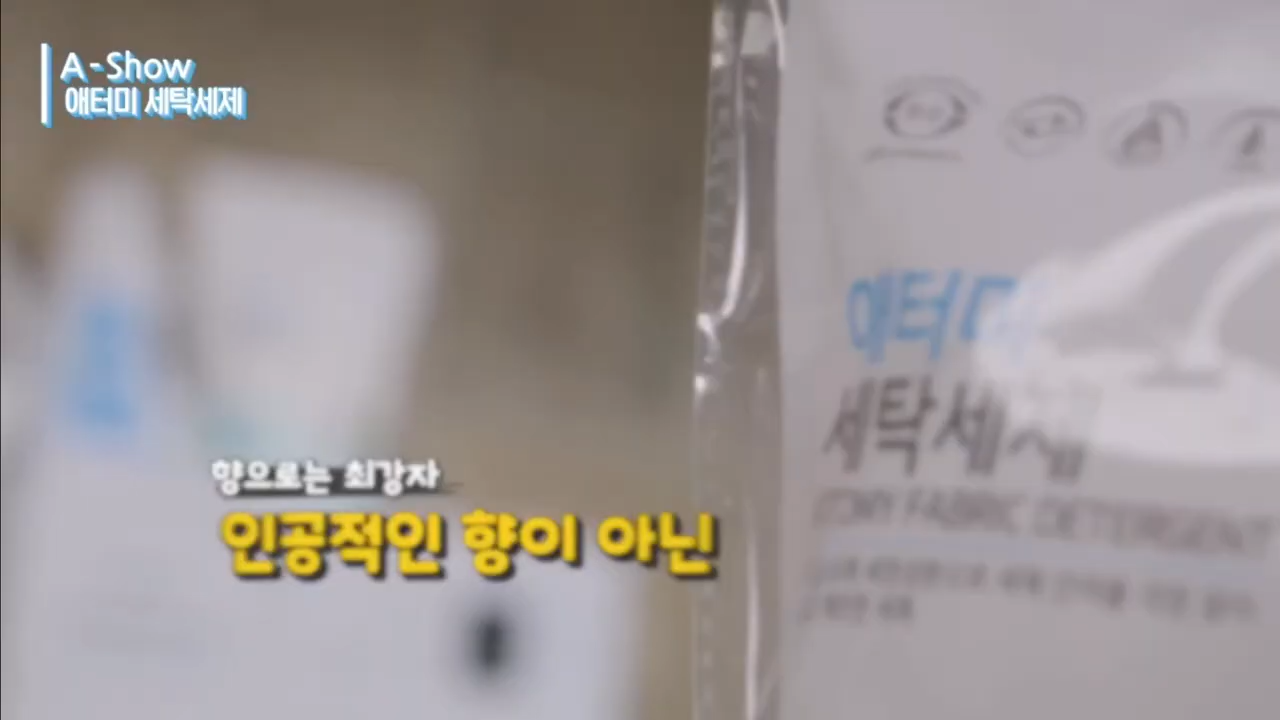 A-Show
애터미 세탁세제
애터미
세탁세제
FABRIC DETERGENT
향으로는 최강자
인공적인 향이 아닌